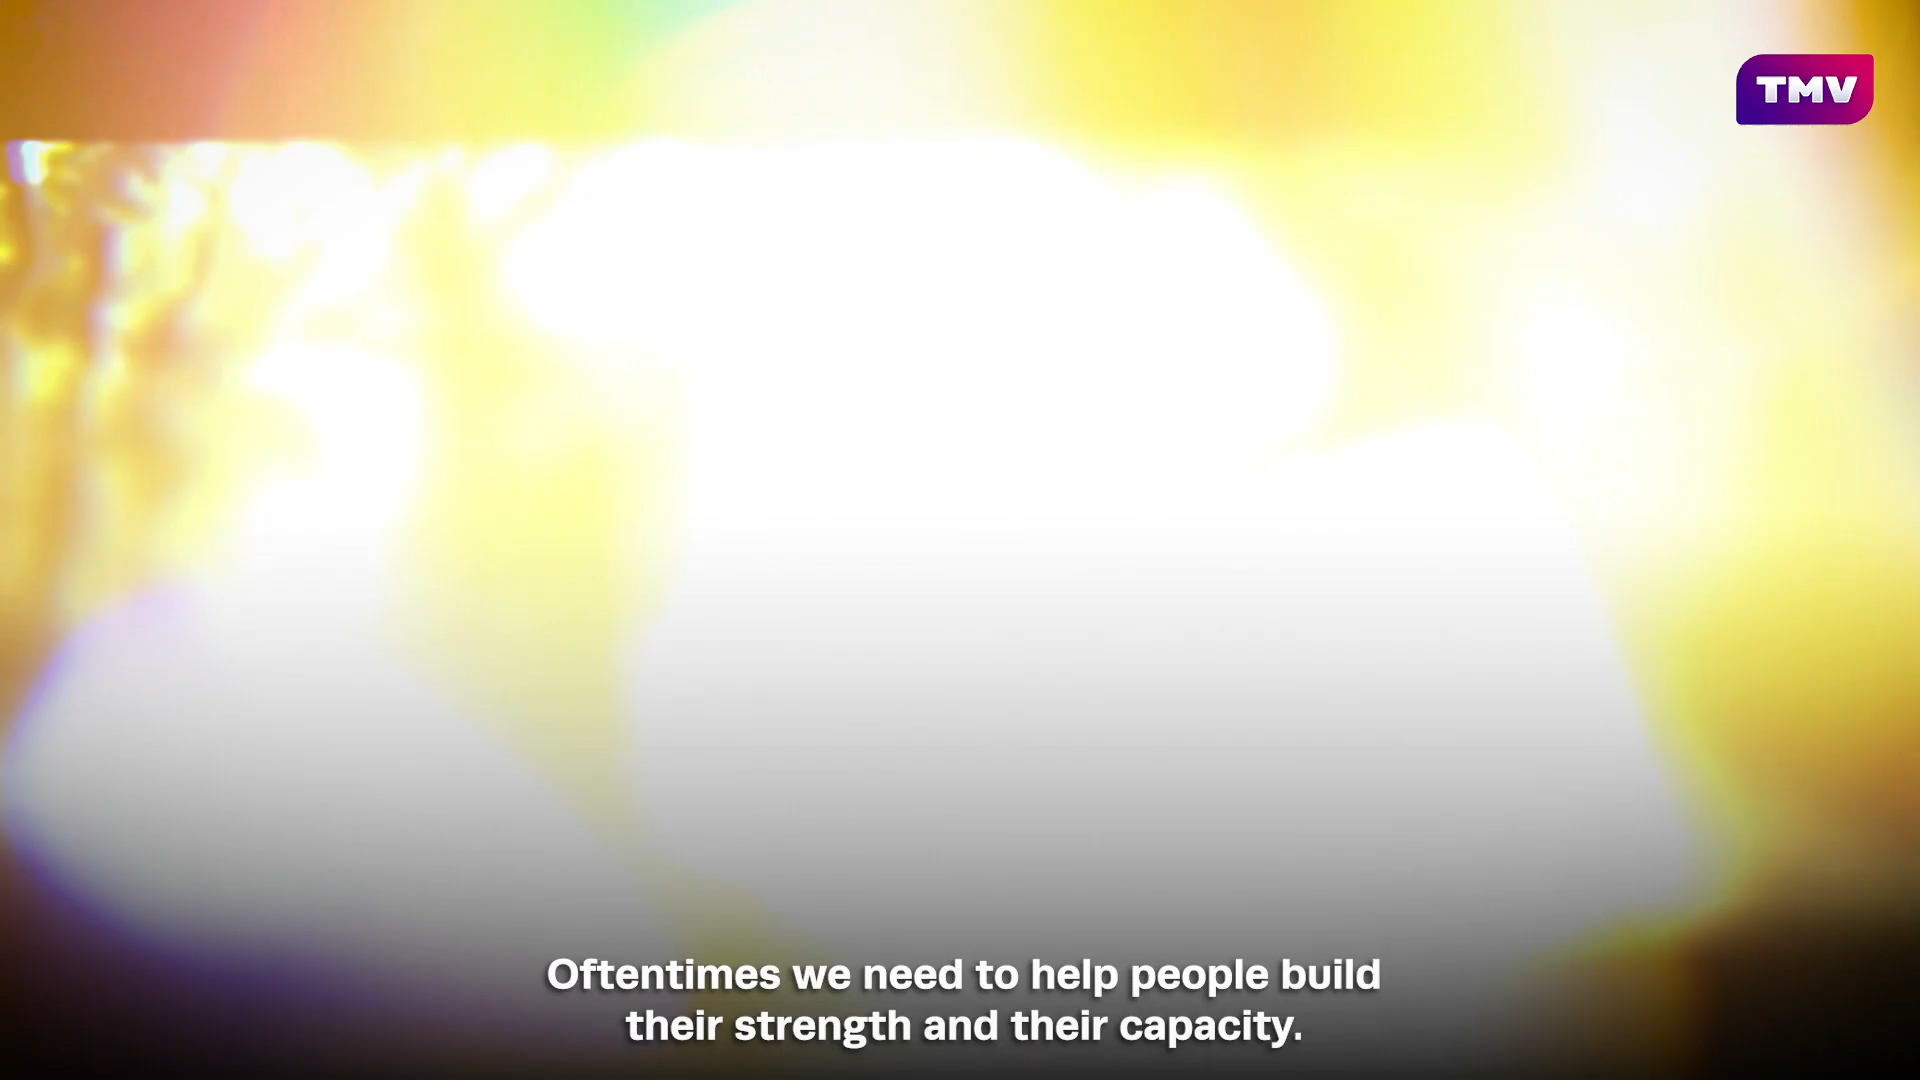 TMV
Oftentimes we need to help people build
their strength and their capacity.